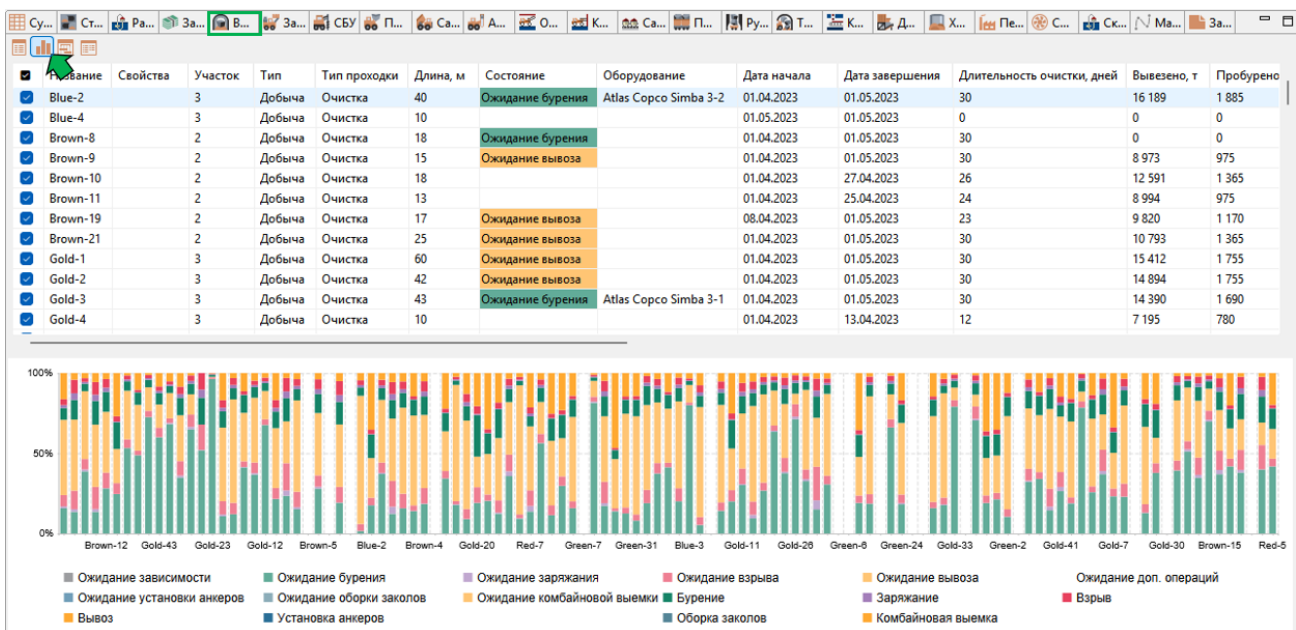 Су... Ст... Ра... За... В... За... СБУ П... Са... А... О... К... Са... П... Ру... Т... К... Д... Х... Пе... С... Ск... Ма... За...
Название Свойства Участок Тип Тип проходки Длина, м Состояние Оборудование Дата начала Дата завершения Длительность очистки, дней Вывезено, т Пробурено
Blue-2 3 Добыча Очистка 40 Ожидание бурения Atlas Copco Simba 3-2 01.04.2023 01.05.2023 30 16 189 1 885
Blue-4 3 Добыча Очистка 10 01.05.2023 01.05.2023 0 0 0
Brown-8 2 Добыча Очистка 18 Ожидание бурения 01.04.2023 01.05.2023 30 0 0
Brown-9 2 Добыча Очистка 15 Ожидание вывоза 01.04.2023 01.05.2023 30 8 973 975
Brown-10 2 Добыча Очистка 18 01.04.2023 27.04.2023 26 12 591 1 365
Brown-11 2 Добыча Очистка 13 01.04.2023 25.04.2023 24 8 994 975
Brown-19 2 Добыча Очистка 17 Ожидание вывоза 08.04.2023 01.05.2023 23 9 820 1 170
Brown-21 2 Добыча Очистка 25 Ожидание вывоза 01.04.2023 01.05.2023 30 10 793 1 365
Gold-1 3 Добыча Очистка 60 Ожидание вывоза 01.04.2023 01.05.2023 30 15 412 1 755
Gold-2 3 Добыча Очистка 42 Ожидание вывоза 01.04.2023 01.05.2023 30 14 894 1 755
Gold-3 3 Добыча Очистка 43 Ожидание бурения Atlas Copco Simba 3-1 01.04.2023 01.05.2023 30 14 390 1 690
Gold-4 3 Добыча Очистка 10 01.04.2023 13.04.2023 12 7 195 780
100%
50%
0%
Brown-12 Gold-43 Gold-23 Gold-12 Brown-5 Blue-2 Brown-4 Gold-20 Red-7 Green-7 Green-31 Blue-3 Gold-11 Gold-26 Green-6 Green-24 Gold-33 Green-2 Gold-41 Gold-7 Gold-30 Brown-15 Red-5
Ожидание зависимости Ожидание бурения Ожидание заряжания Ожидание взрыва Ожидание вывоза Ожидание доп. операций
Ожидание установки анкеров Ожидание оборки заколов Ожидание комбайновой выемки Бурение Заряжание Взрыв
Вывоз Установка анкеров Оборка заколов Комбайновая выемка